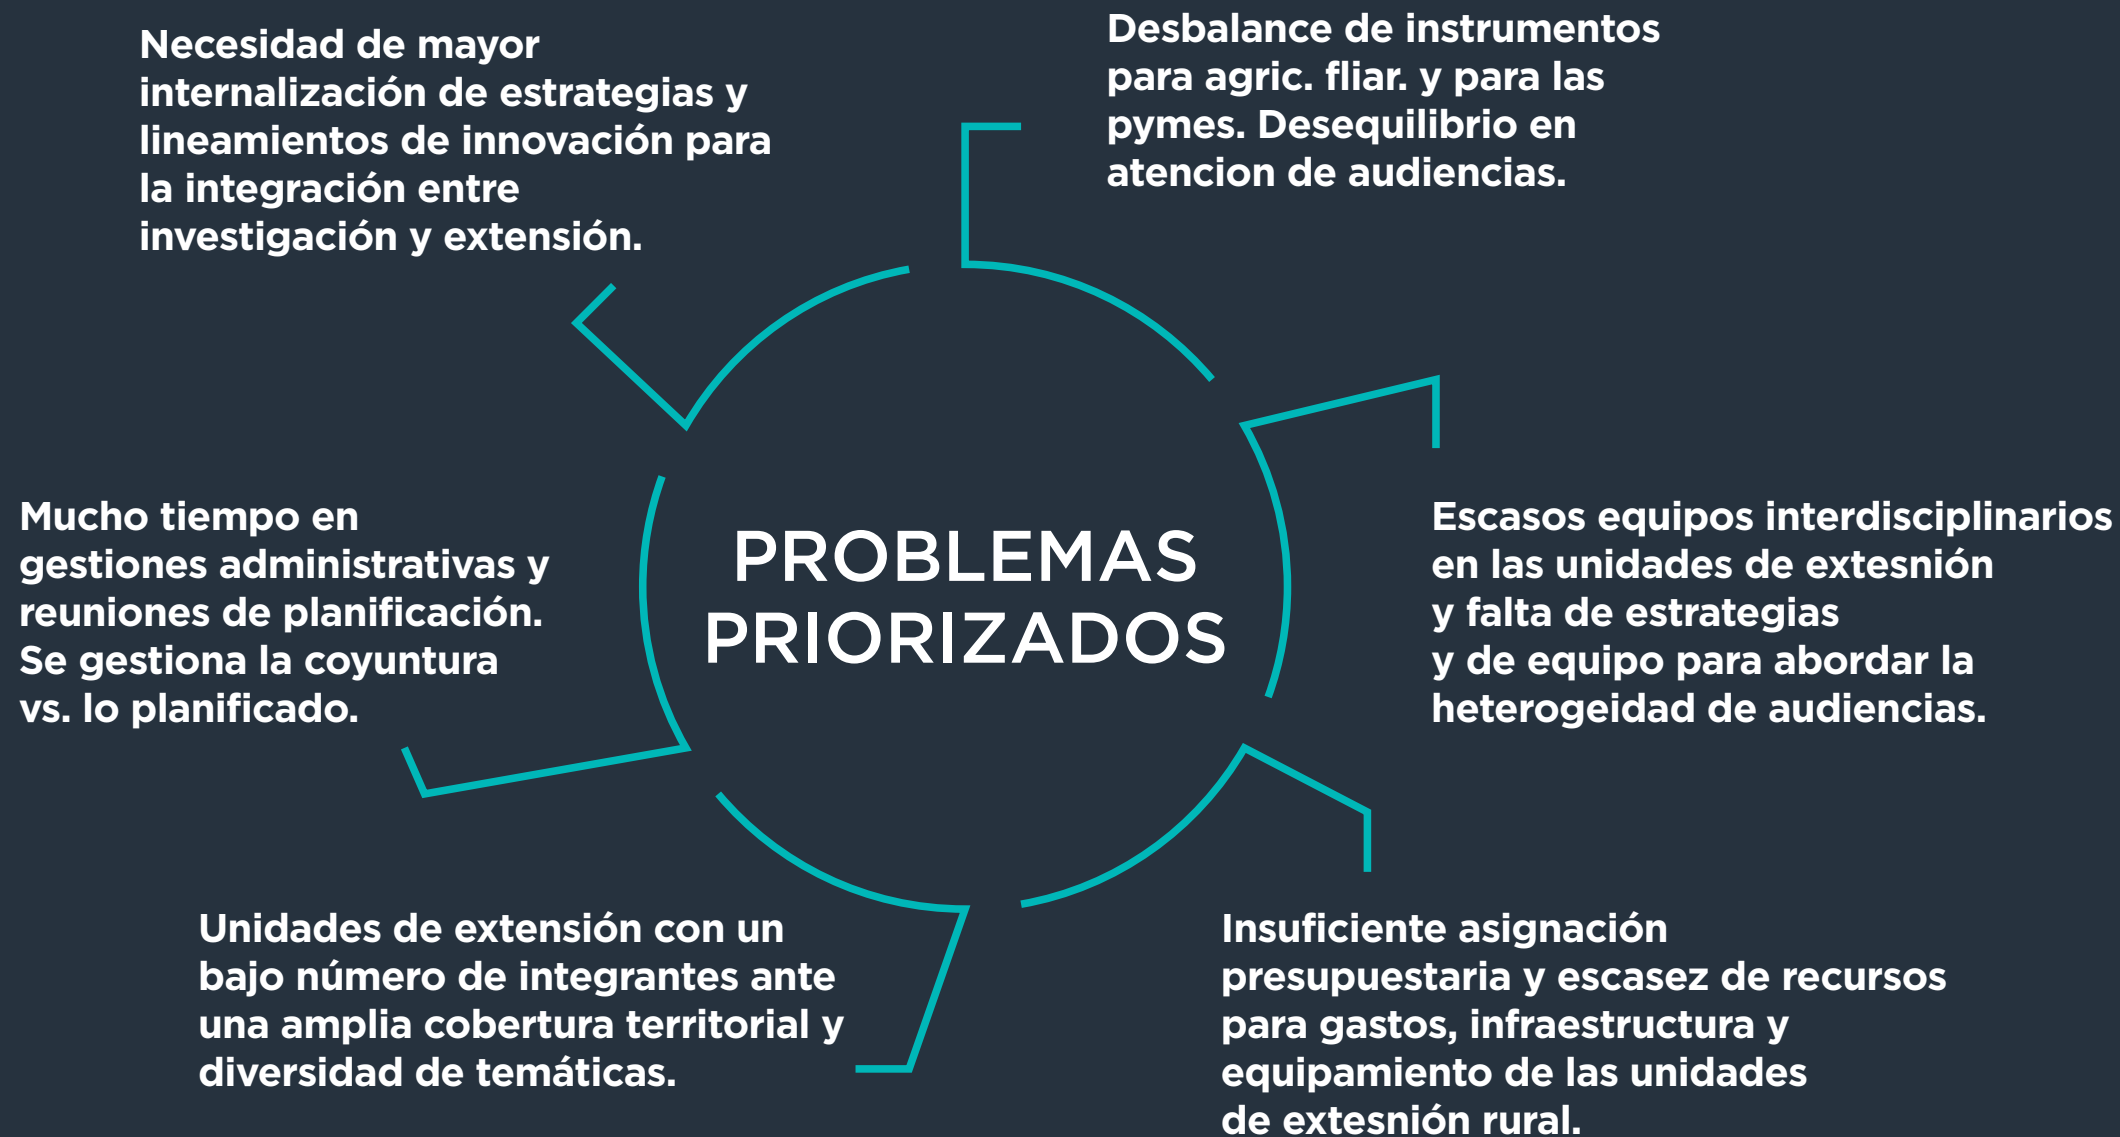 Necesidad de mayor
internalización de estrategias y
lineamientos de innovación para
la integración entre
investigación y extensión.
Desbalance de instrumentos
para agric. fliar. y para las
pymes. Desequilibrio en
atencion de audiencias.
Mucho tiempo en
gestiones administrativas y
reuniones de planificación.
Se gestiona la coyuntura
vs. lo planificado.
PROBLEMAS
PRIORIZADOS
Escasos equipos interdisciplinarios
en las unidades de extesnión
y falta de estrategias
y de equipo para abordar la
heterogeidad de audiencias.
Unidades de extensión con un
bajo número de integrantes ante
una amplia cobertura territorial y
diversidad de temáticas.
Insuficiente asignación
presupuestaria y escasez de recursos
para gastos, infraestructura y
equipamiento de las unidades
de extesnión rural.